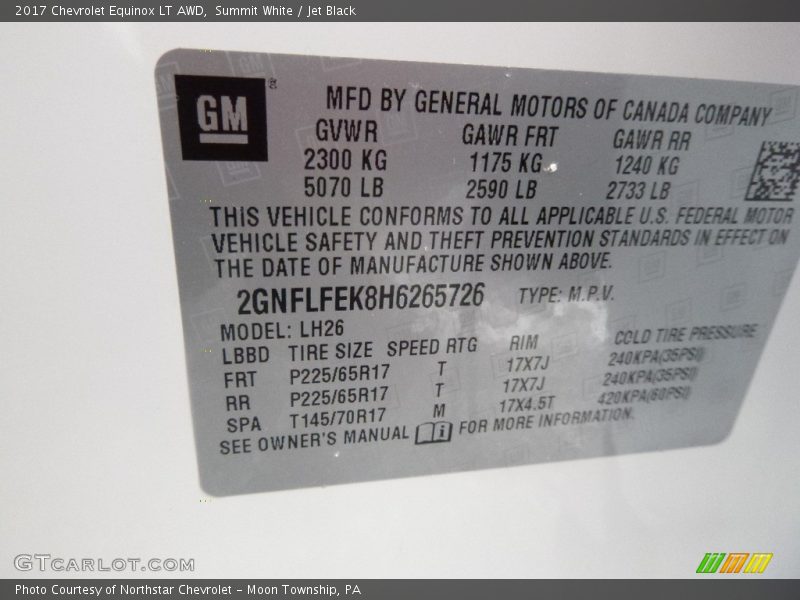 2017 Chevrolet Equinox LT AWD, Summit White / Jet Black
GM ®
MFD BY GENERAL MOTORS OF CANADA COMPANY
GVWR GAWR FRT GAWR RR
2300 KG 1175 KG 1240 KG
5070 LB 2590 LB 2733 LB
THIS VEHICLE CONFORMS TO ALL APPLICABLE U.S. FEDERAL MOTOR
VEHICLE SAFETY AND THEFT PREVENTION STANDARDS IN EFFECT ON
THE DATE OF MANUFACTURE SHOWN ABOVE.
2GNFLFEK8H6265726 TYPE: M.P.V.
MODEL: LH26
LBBD TIRE SIZE SPEED RTG RIM COLD TIRE PRESSURE
FRT P225/65R17 T 17X7J 240KPA(35PSI)
RR P225/65R17 T 17X7J 240KPA(35PSI)
SPA T145/70R17 M 17X4.5T 420KPA(60PSI)
SEE OWNER'S MANUAL i FOR MORE INFORMATION.
GTCARLOT.COM
Photo Courtesy of Northstar Chevrolet - Moon Township, PA